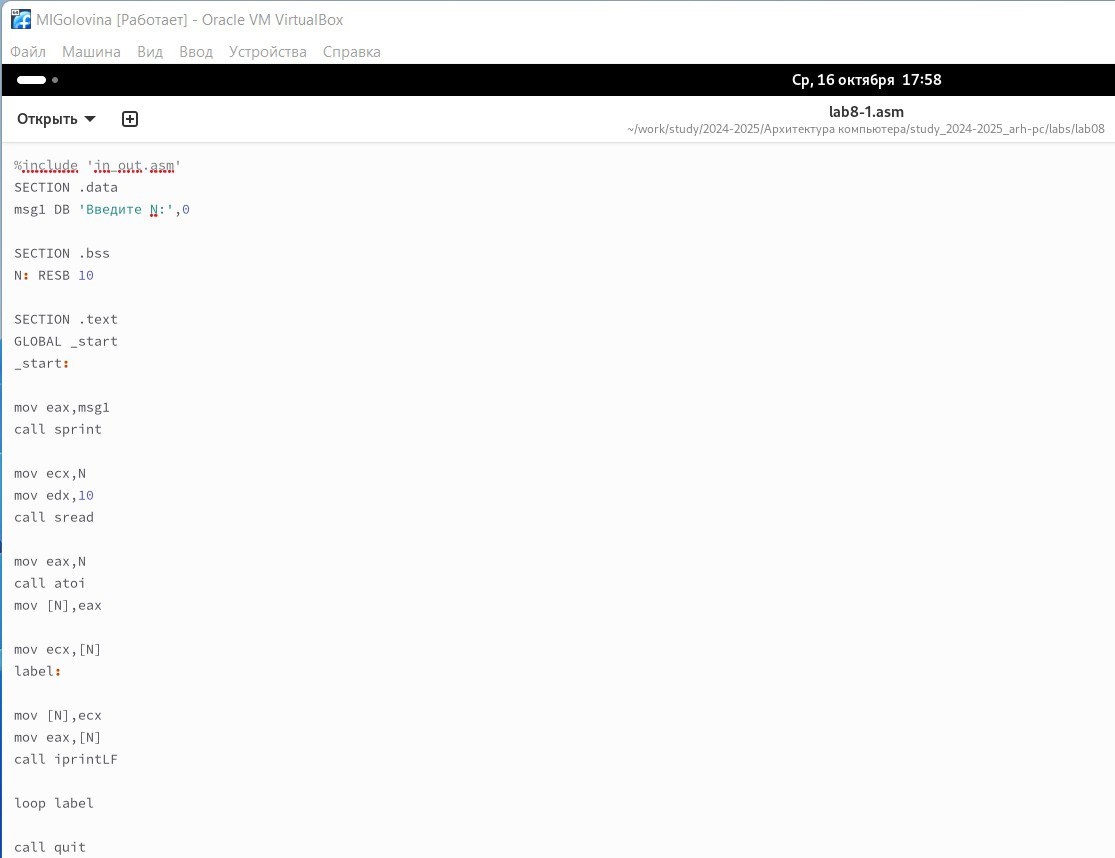 MIGolovina [Работает] - Oracle VM VirtualBox
Файл Машина Вид Ввод Устройства Справка
Ср, 16 октября 17:58
Открыть
lab8-1.asm
~/work/study/2024-2025/Архитектура компьютера/study_2024-2025_arh-pc/labs/lab08
%include 'in_out.asm'
SECTION .data
msg1 DB 'Введите N:',0
SECTION .bss
N: RESB 10
SECTION .text
GLOBAL _start
_start:
mov eax,msg1
call sprint
mov ecx,N
mov edx,10
call sread
mov eax,N
call atoi
mov [N],eax
mov ecx,[N]
label:
mov [N],ecx
mov eax,[N]
call iprintLF
loop label
call quit